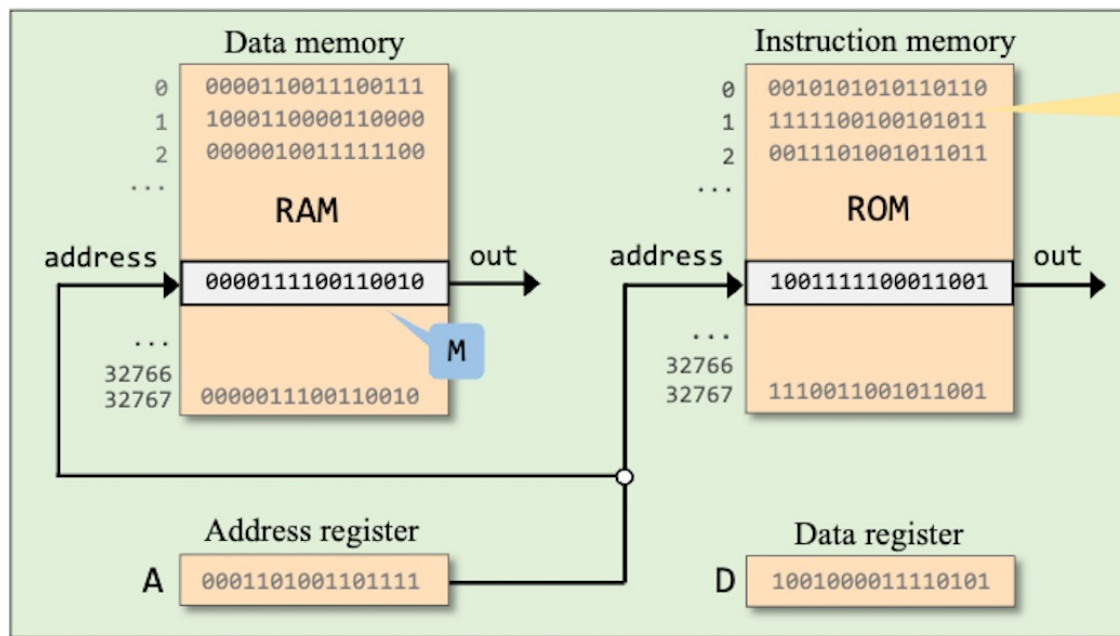 Data memory
0 0000110011100111
1 1000110000110000
2 0000010011111100
...
RAM
address
out
0000111100110010
M
...
32766
32767 0000011100110010
Instruction memory
0 0010101010110110
1 1111100100101011
2 0011101001011011
...
ROM
address
out
1001111100011001
...
32766
32767 1110011001011001
Address register
A 0001101001101111
Data register
D 1001000011110101